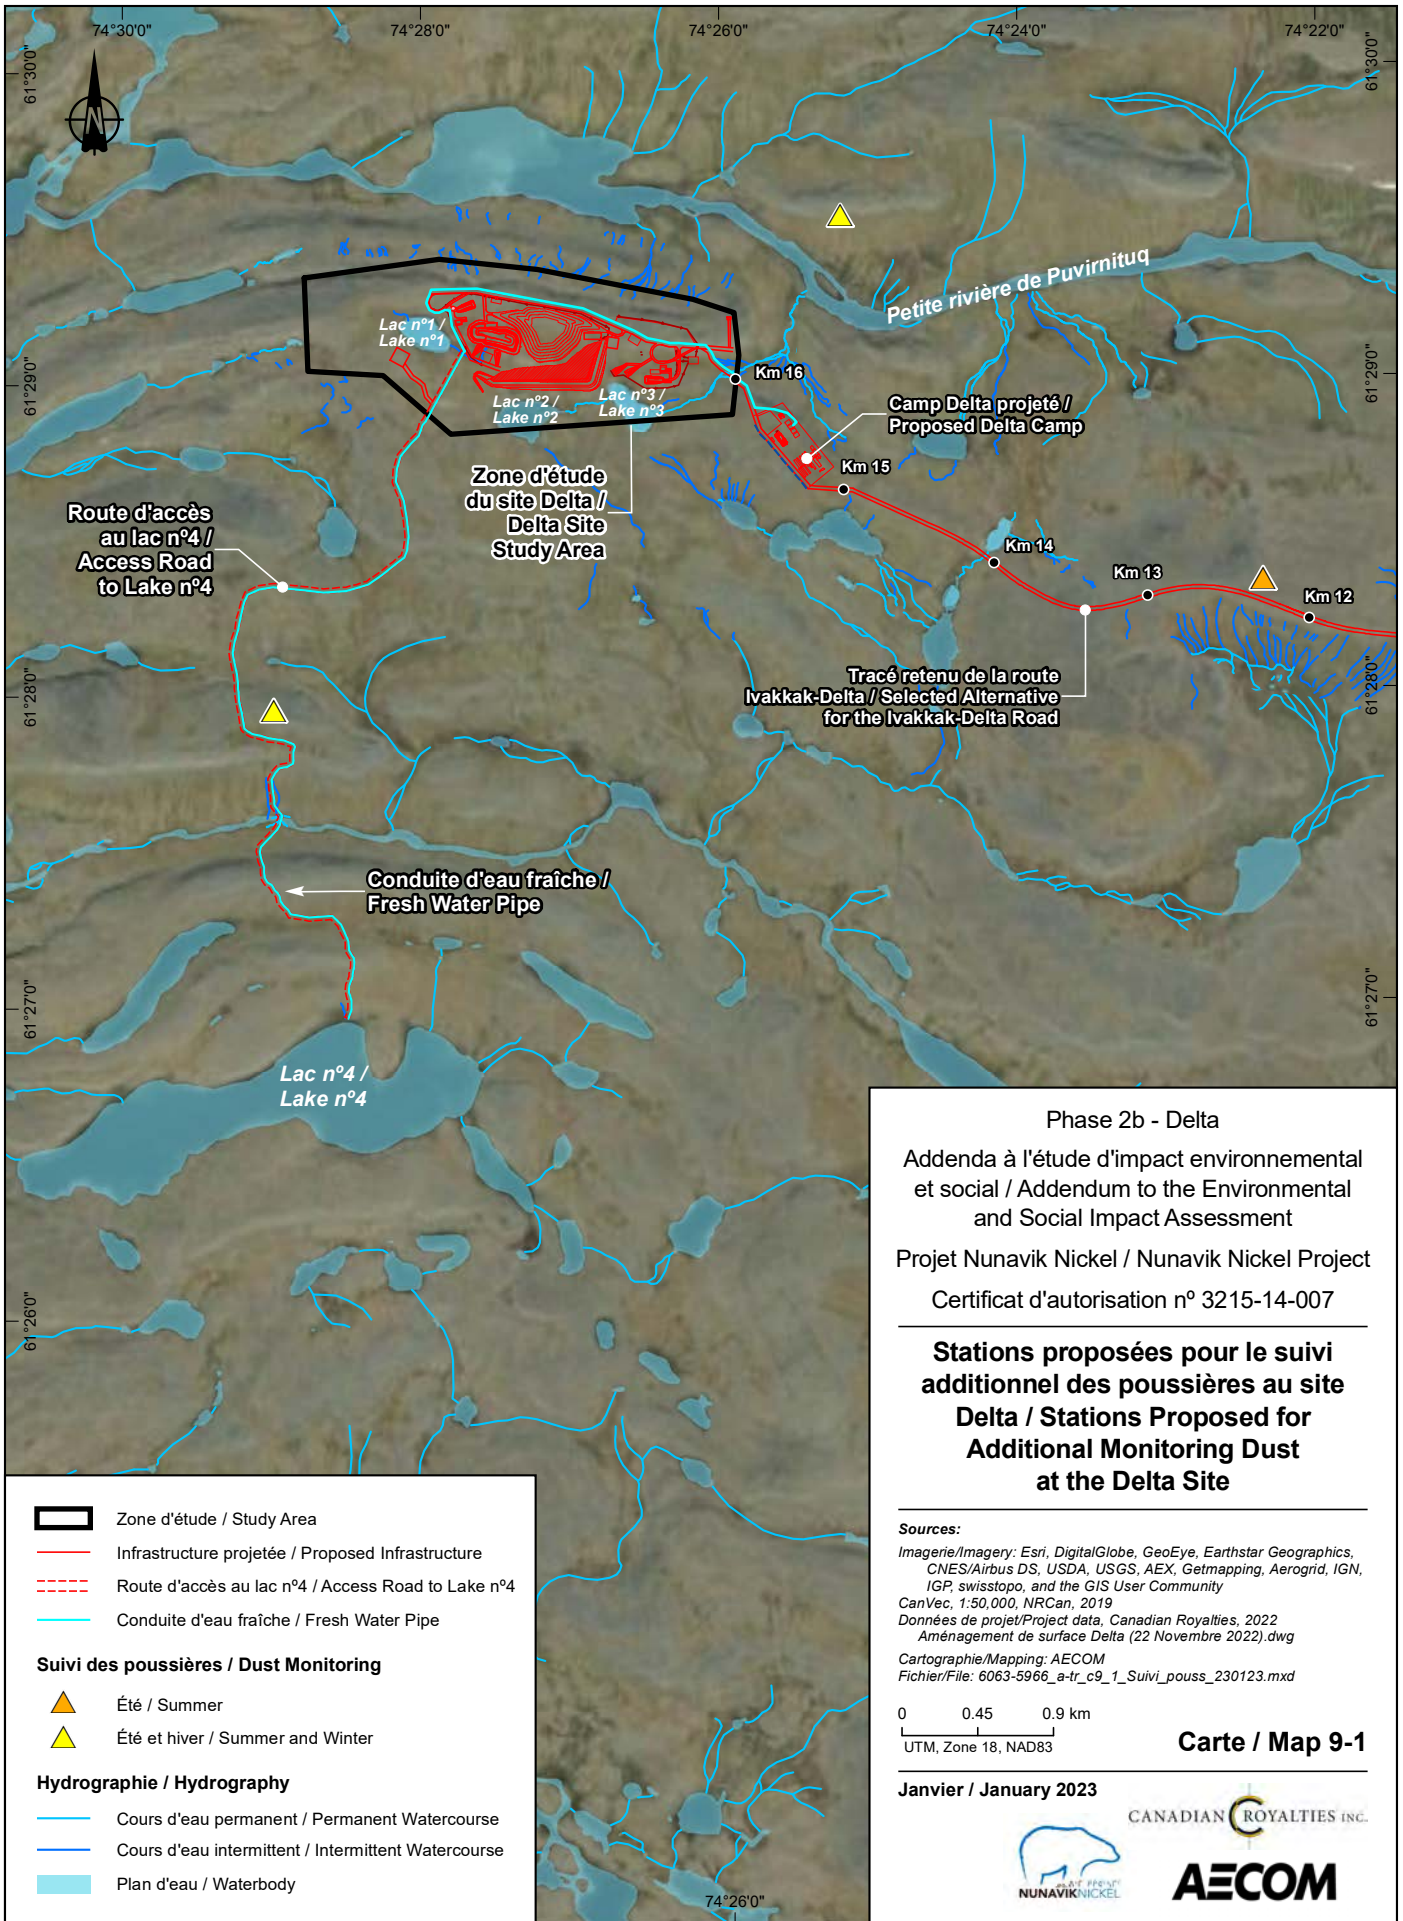 74°30'0"
74°28'0"
74°26'0"
74°24'0"
74°22'0"
61°30'0"
61°30'0"
N
Petite rivière de Puvirnituq
Lac nº1 /
Lake nº1
Lac nº2 /
Lake nº2
Lac nº3 /
Lake nº3
Km 16
61°29'0"
61°29'0"
Camp Delta projeté /
Proposed Delta Camp
Km 15
Zone d'étude
du site Delta /
Delta Site
Study Area
Route d'accès
au lac nº4 /
Access Road
to Lake nº4
Km 14
Km 13
Km 12
Tracé retenu de la route
Ivakkak-Delta / Selected Alternative
for the Ivakkak-Delta Road
61°28'0"
61°28'0"
Conduite d'eau fraîche /
Fresh Water Pipe
61°27'0"
61°27'0"
Lac nº4 /
Lake nº4
61°26'0"
Phase 2b - Delta
Addenda à l'étude d'impact environnemental
et social / Addendum to the Environmental
and Social Impact Assessment
Projet Nunavik Nickel / Nunavik Nickel Project
Certificat d'autorisation nº 3215-14-007
Stations proposées pour le suivi
additionnel des poussières au site
Delta / Stations Proposed for
Additional Monitoring Dust
at the Delta Site
Sources:
Imagerie/Imagery: Esri, DigitalGlobe, GeoEye, Earthstar Geographics,
CNES/Airbus DS, USDA, USGS, AEX, Getmapping, Aerogrid, IGN,
IGP, swisstopo, and the GIS User Community
CanVec, 1:50,000, NRCan, 2019
Données de projet/Project data, Canadian Royalties, 2022
Aménagement de surface Delta (22 Novembre 2022).dwg
Cartographie/Mapping: AECOM
Fichier/File: 6063-5966_a-tr_c9_1_Suivi_pouss_230123.mxd
0 0.45 0.9 km
UTM, Zone 18, NAD83
Carte / Map 9-1
Janvier / January 2023
CANADIAN ROYALTIES INC.
NUNAVIK NICKEL
AECOM
Zone d'étude / Study Area
Infrastructure projetée / Proposed Infrastructure
Route d'accès au lac nº4 / Access Road to Lake nº4
Conduite d'eau fraîche / Fresh Water Pipe
Suivi des poussières / Dust Monitoring
Été / Summer
Été et hiver / Summer and Winter
Hydrographie / Hydrography
Cours d'eau permanent / Permanent Watercourse
Cours d'eau intermittent / Intermittent Watercourse
Plan d'eau / Waterbody
74°26'0"